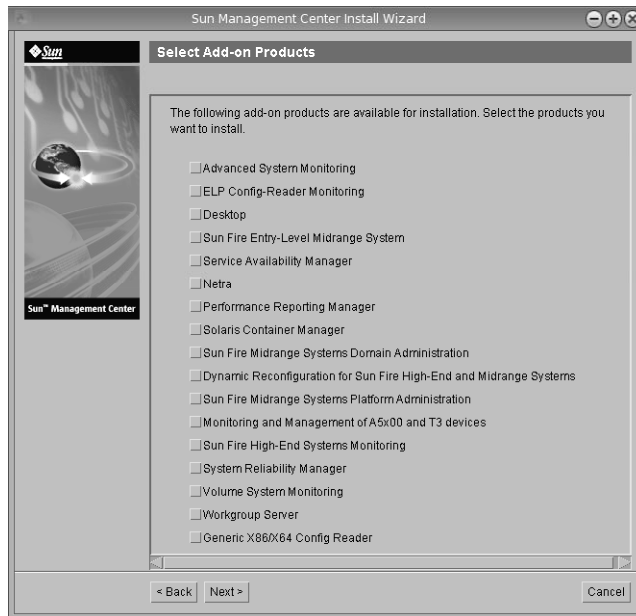 Sun Management Center Install Wizard
Sun
Select Add-on Products
The following add-on products are available for installation. Select the products you
want to install.
Advanced System Monitoring
ELP Config-Reader Monitoring
Desktop
Sun Fire Entry-Level Midrange System
Service Availability Manager
Netra
Performance Reporting Manager
Solaris Container Manager
Sun Fire Midrange Systems Domain Administration
Dynamic Reconfiguration for Sun Fire High-End and Midrange Systems
Sun Fire Midrange Systems Platform Administration
Monitoring and Management of A5x00 and T3 devices
Sun Fire High-End Systems Monitoring
System Reliability Manager
Volume System Monitoring
Workgroup Server
Generic X86/X64 Config Reader
Sun™ Management Center
< Back Next > Cancel